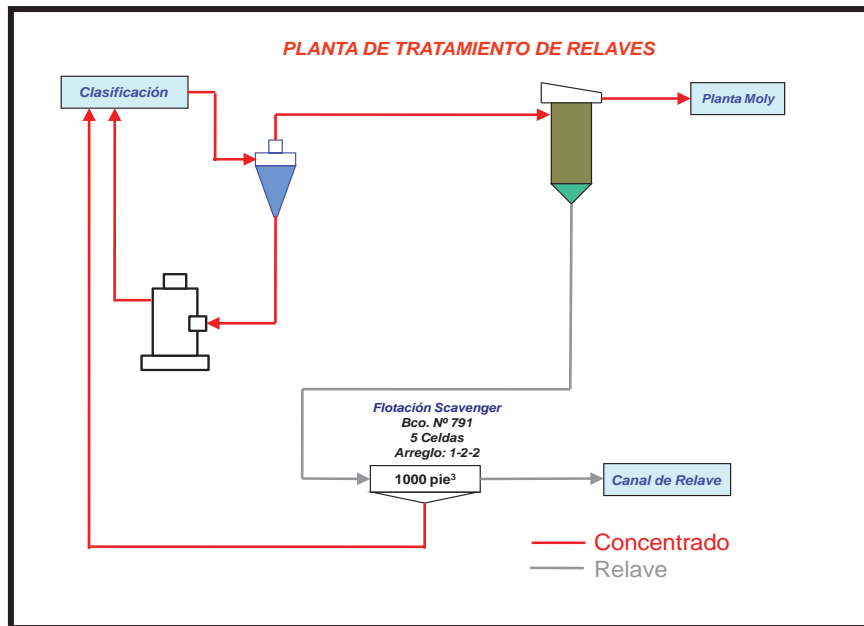 PLANTA DE TRATAMIENTO DE RELAVES
Clasificación
Planta Moly
Flotación Scavenger
Bco. Nº 791
5 Celdas
Arreglo: 1-2-2
1000 pie³
Canal de Relave
Concentrado
Relave